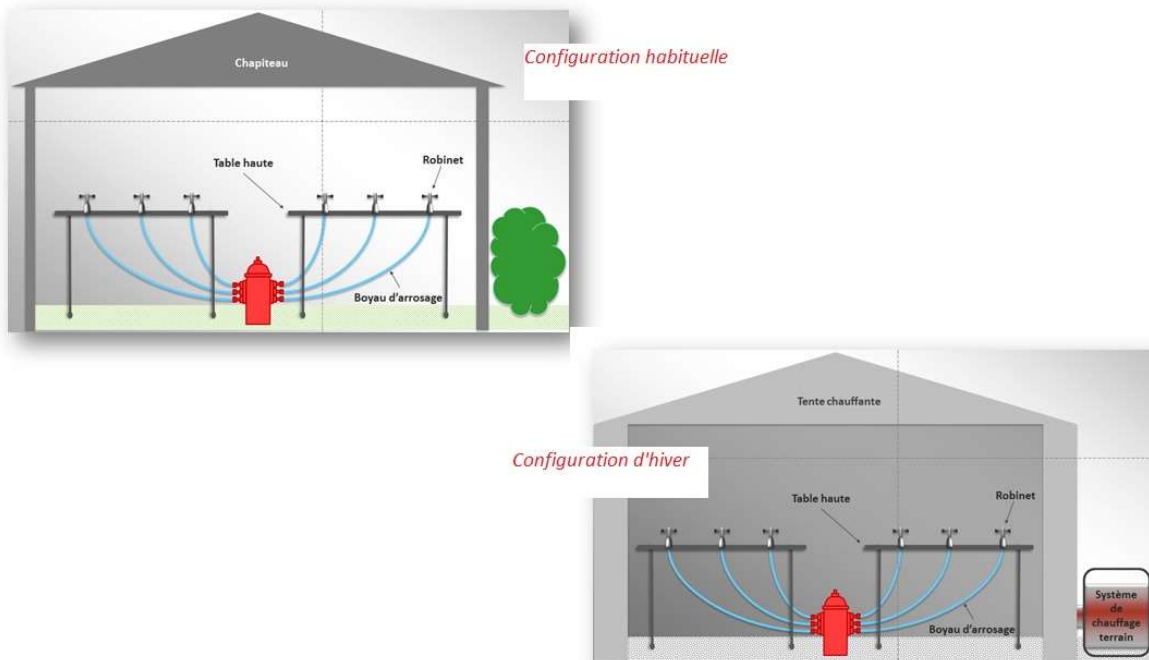 Configuration habituelle
Chapiteau
Table haute
Robinet
Boyau d'arrosage
Tente chauffante
Configuration d'hiver
Table haute
Robinet
Boyau d'arrosage
Système
de
chauffage
terrain